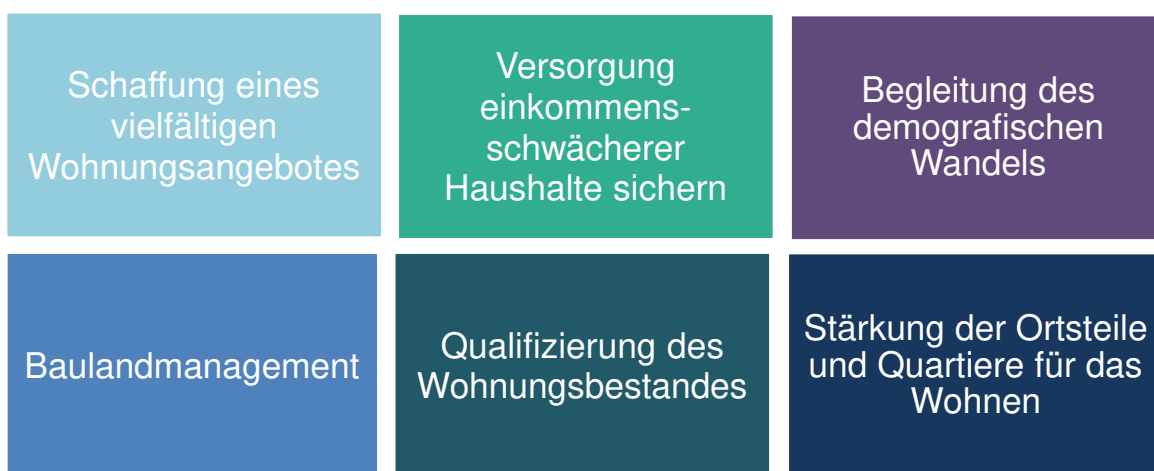 Schaffung eines
vielfältigen
Wohnungsangebotes
Versorgung
einkommens-
schwächerer
Haushalte sichern
Begleitung des
demografischen
Wandels
Baulandmanagement
Qualifizierung des
Wohnungsbestandes
Stärkung der Ortsteile
und Quartiere für das
Wohnen